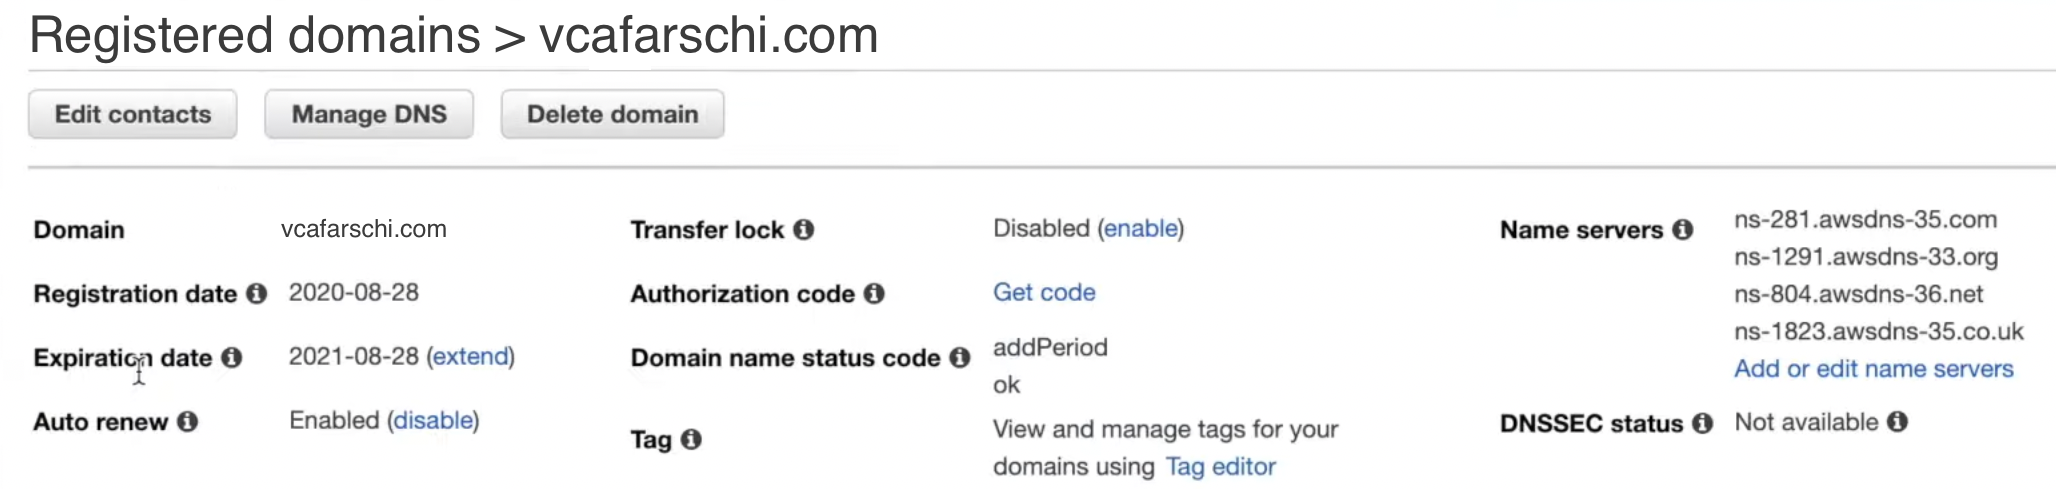 Registered domains > vcafarschi.com
Edit contacts
Manage DNS
Delete domain
Domain vcafarschi.com
Registration date 2020-08-28
Expiration date 2021-08-28 (extend)
Auto renew Enabled (disable)
Transfer lock Disabled (enable)
Authorization code Get code
Domain name status code addPeriod
ok
Tag View and manage tags for your
domains using Tag editor
Name servers ns-281.awsdns-35.com
ns-1291.awsdns-33.org
ns-804.awsdns-36.net
ns-1823.awsdns-35.co.uk
Add or edit name servers
DNSSEC status Not available